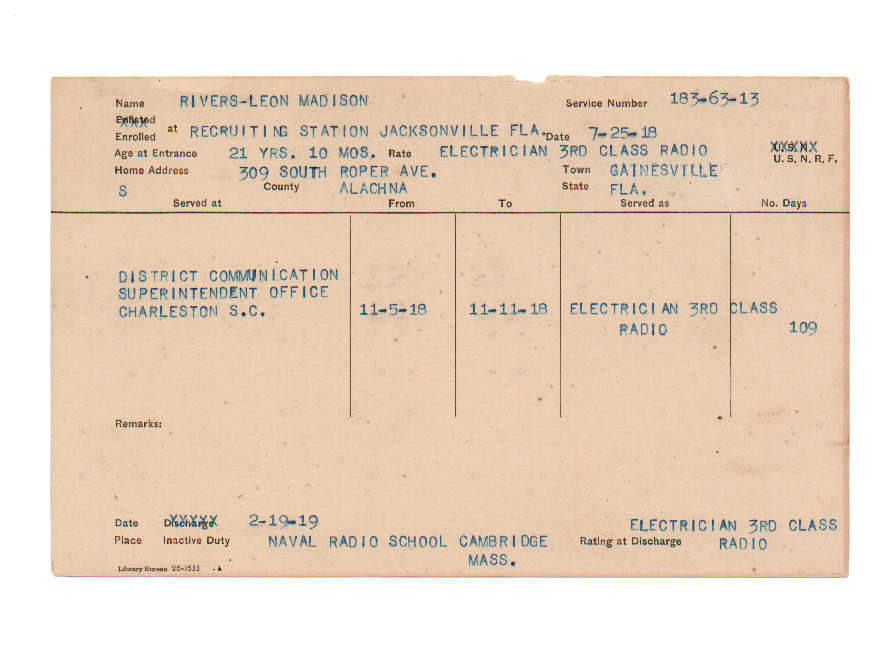 Name RIVERS-LEON MADISON Service Number 183-63-13
Enlisted
Enrolled at RECRUITING STATION JACKSONVILLE FLA. Date 7-25-18
Age at Entrance 21 YRS. 10 MOS. Rate ELECTRICIAN 3RD CLASS RADIO U.S.N.
U. S. N. R. F.
Home Address 309 SOUTH ROPER AVE. Town GAINESVILLE
S County ALACHNA State FLA.
Served at From To Served as No. Days
DISTRICT COMMUNICATION
SUPERINTENDENT OFFICE
CHARLESTON S.C. 11-5-18 11-11-18 ELECTRICIAN 3RD CLASS
RADIO 109
Remarks:
Date Discharge 2-19-19 ELECTRICIAN 3RD CLASS
Place Inactive Duty NAVAL RADIO SCHOOL CAMBRIDGE Rating at Discharge RADIO
MASS.
Library Bureau 25-1533 - A